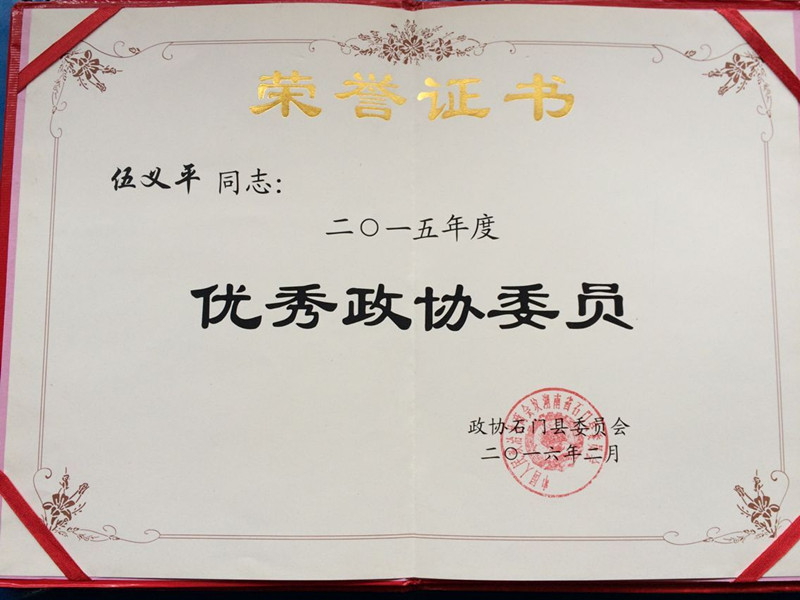 荣誉证书
伍义平 同志：
二〇一五年度
优秀政协委员
政协石门县委员会
二〇一六年二月